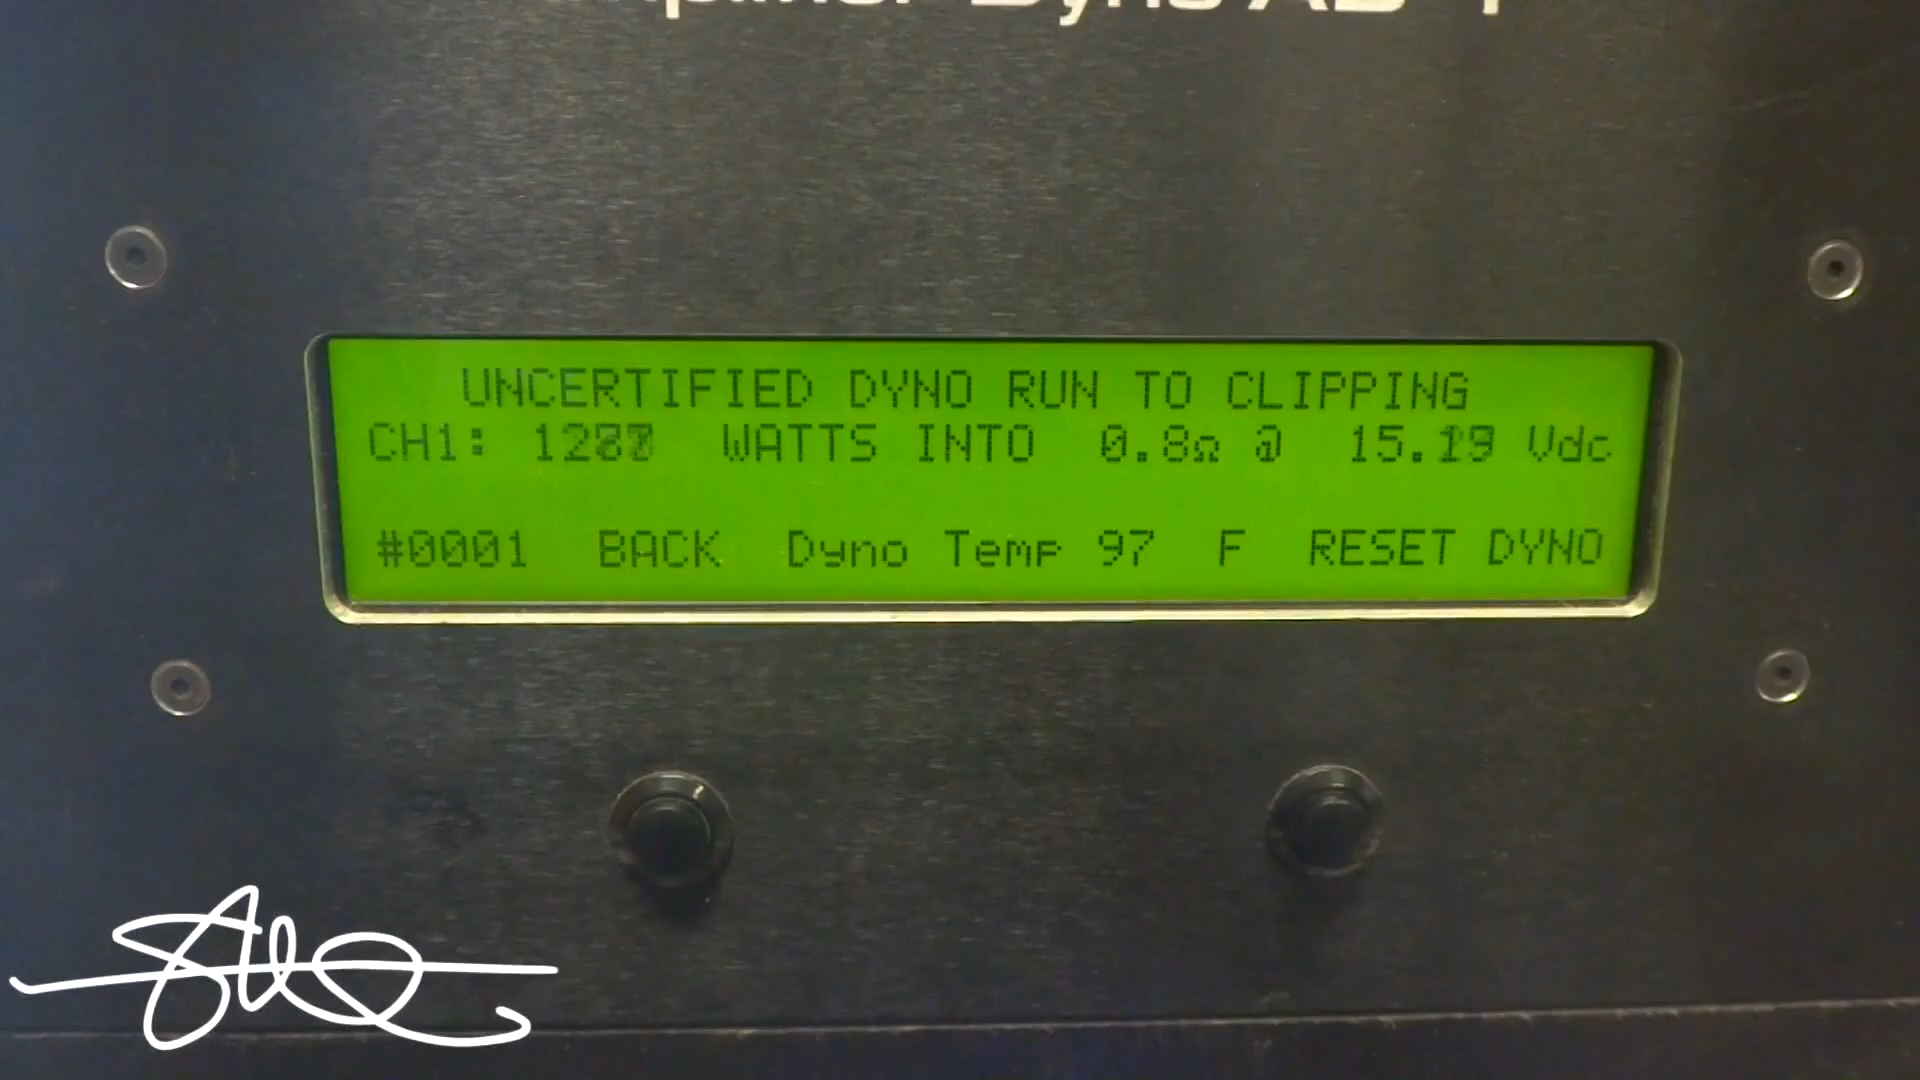 UNCERTIFIED DYNO RUN TO CLIPPING
CH1: WATTS INTO 0.8Ω @ Vdc
#0001 BACK Dyno Temp 97 F RESET DYNO